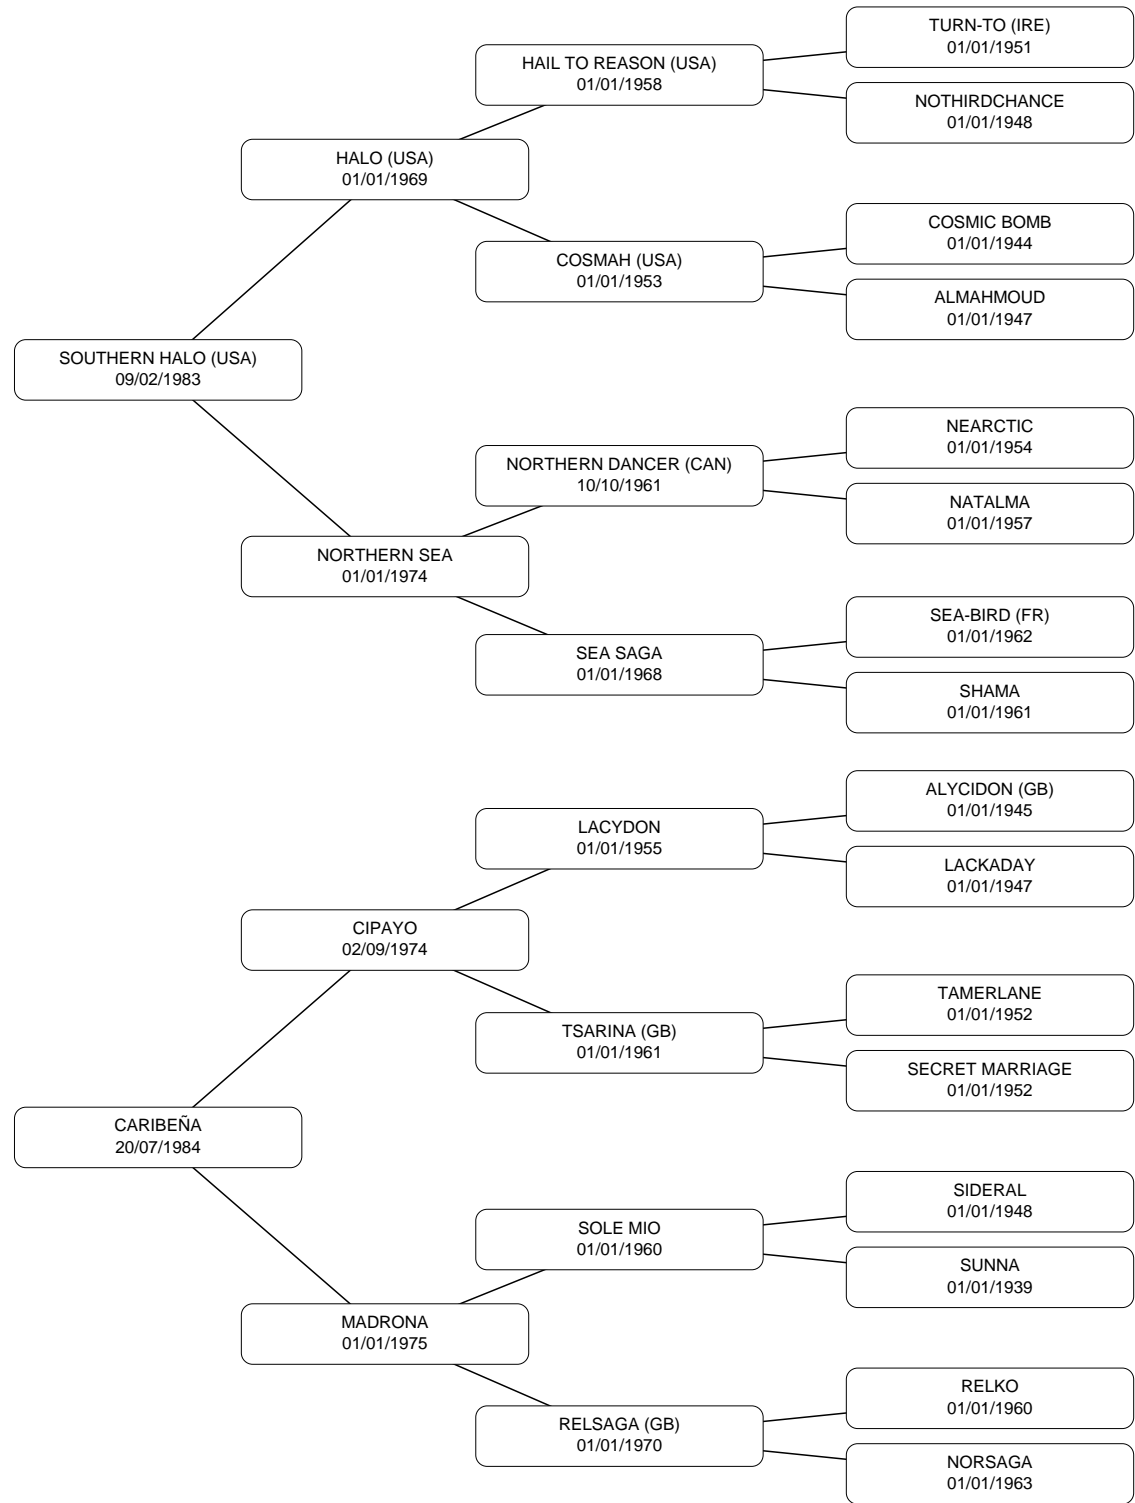 TURN-TO (IRE)
01/01/1951
HAIL TO REASON (USA)
01/01/1958
NOTHIRDCHANCE
01/01/1948
HALO (USA)
01/01/1969
COSMIC BOMB
01/01/1944
COSMAH (USA)
01/01/1953
ALMAHMOUD
01/01/1947
SOUTHERN HALO (USA)
09/02/1983
NEARCTIC
01/01/1954
NORTHERN DANCER (CAN)
10/10/1961
NATALMA
01/01/1957
NORTHERN SEA
01/01/1974
SEA-BIRD (FR)
01/01/1962
SEA SAGA
01/01/1968
SHAMA
01/01/1961
ALYCIDON (GB)
01/01/1945
LACYDON
01/01/1955
LACKADAY
01/01/1947
CIPAYO
02/09/1974
TAMERLANE
01/01/1952
TSARINA (GB)
01/01/1961
SECRET MARRIAGE
01/01/1952
CARIBEÑA
20/07/1984
SIDERAL
01/01/1948
SOLE MIO
01/01/1960
SUNNA
01/01/1939
MADRONA
01/01/1975
RELKO
01/01/1960
RELSAGA (GB)
01/01/1970
NORSAGA
01/01/1963